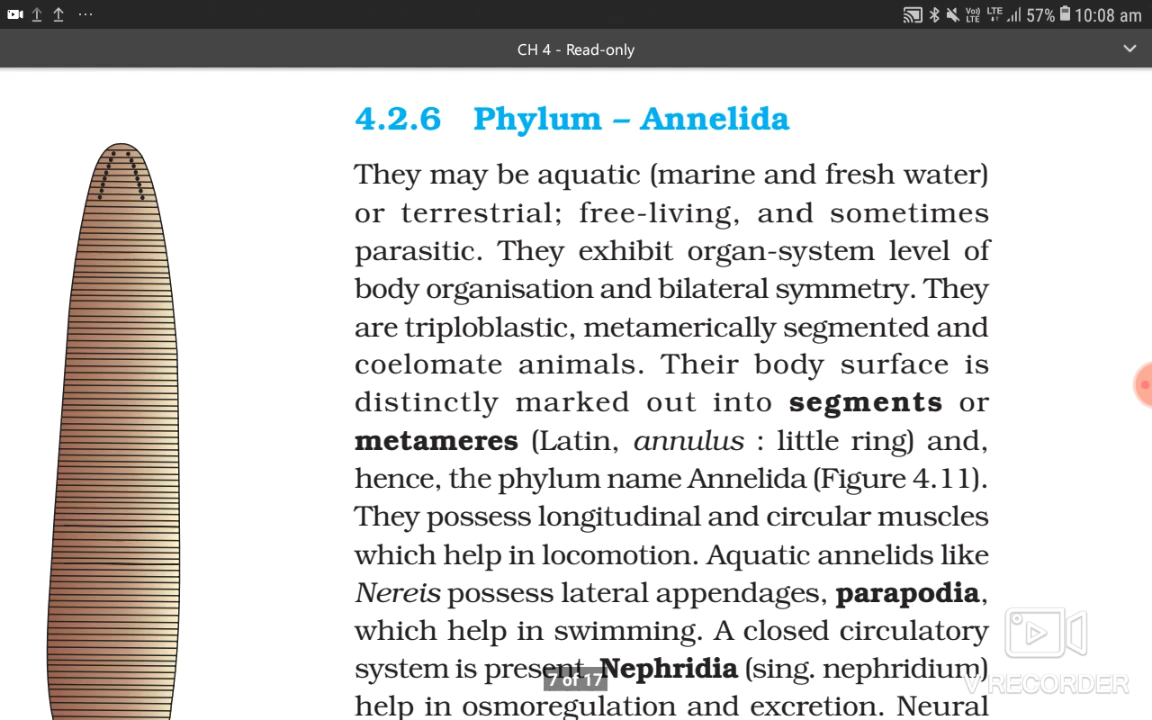 57% 10:08 am
CH 4 - Read-only
4.2.6 Phylum – Annelida
They may be aquatic (marine and fresh water)
or terrestrial; free-living, and sometimes
parasitic. They exhibit organ-system level of
body organisation and bilateral symmetry. They
are triploblastic, metamerically segmented and
coelomate animals. Their body surface is
distinctly marked out into segments or
metameres (Latin, annulus : little ring) and,
hence, the phylum name Annelida (Figure 4.11).
They possess longitudinal and circular muscles
which help in locomotion. Aquatic annelids like
Nereis possess lateral appendages, parapodia,
which help in swimming. A closed circulatory
system is present. Nephridia (sing. nephridium)
7 of 17
help in osmoregulation and excretion. Neural
VRECORDER